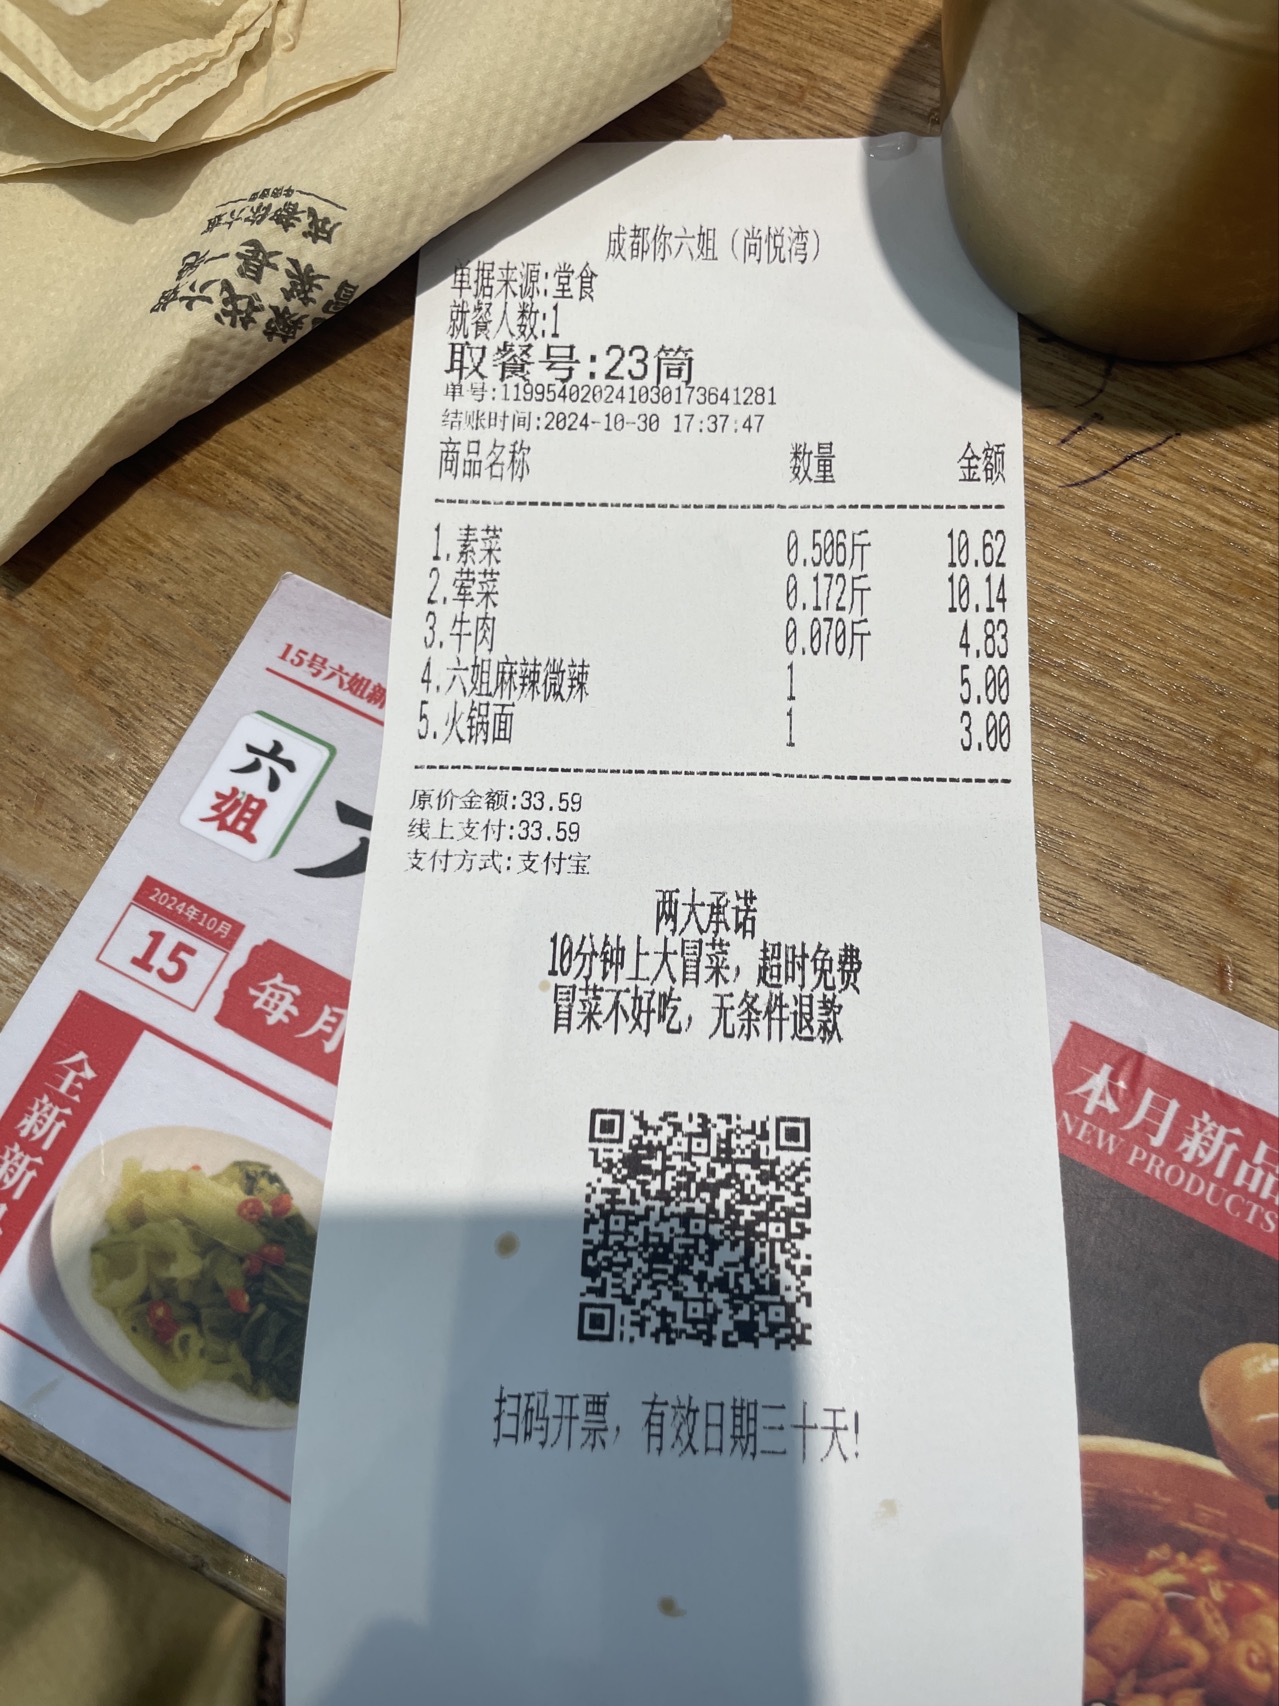 成都你六姐（尚悦湾）
单据来源:堂食
就餐人数:1
取餐号:23筒
单号:119954020241030173641281
结账时间:2024-10-30 17:37:47
商品名称 数量 金额
1.素菜 0.506斤 10.62
2.荤菜 0.172斤 10.14
3.牛肉 0.070斤 4.83
4.六姐麻辣微辣 1 5.00
5.火锅面 1 3.00
原价金额:33.59
线上支付:33.59
支付方式:支付宝
两大承诺
10分钟上大冒菜，超时免费
冒菜不好吃，无条件退款
扫码开票，有效日期三十天!
15号六姐新
六姐
2024年10月
15
每月
全新新
本月新品
NEW PRODUCTS
成都你六姐